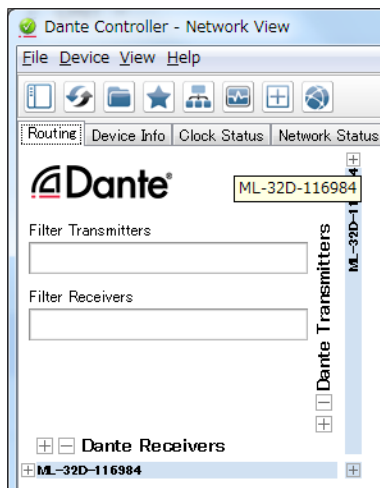 Dante Controller - Network View
File Device View Help
Routing Device Info Clock Status Network Status
Dante®
ML-32D-116984
Filter Transmitters
Filter Receivers
Dante Transmitters
Dante Receivers
ML-32D-116984